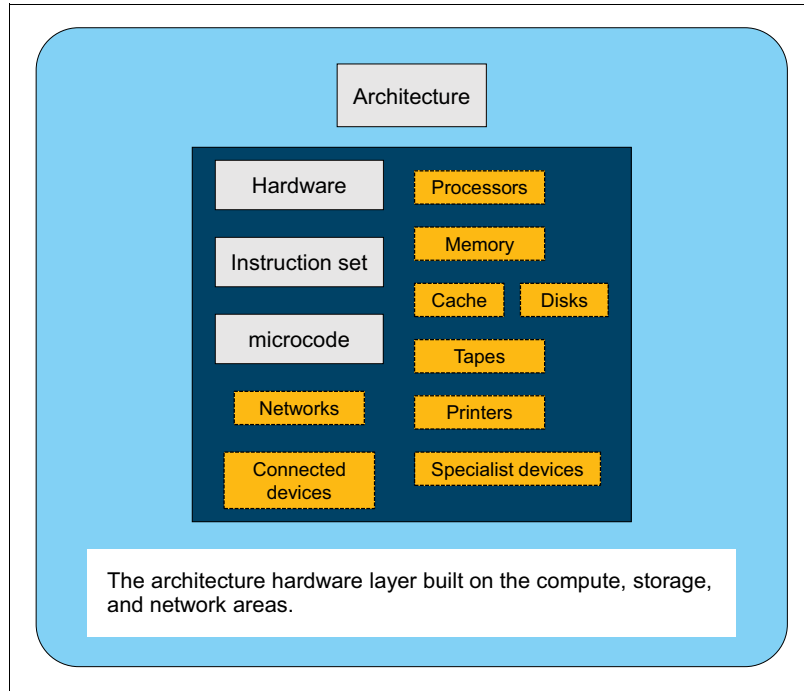 Architecture
Hardware
Processors
Instruction set
Memory
Cache
Disks
microcode
Tapes
Networks
Printers
Connected
devices
Specialist devices
The architecture hardware layer built on the compute, storage,
and network areas.